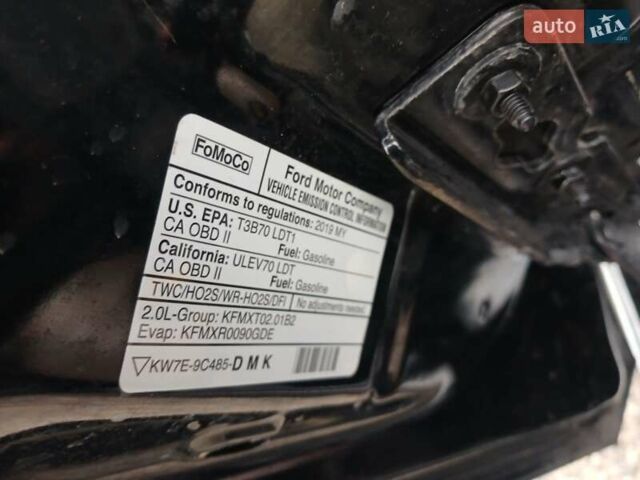 auto RIA.com
FoMoCo
Ford Motor Company
VEHICLE EMISSION CONTROL INFORMATION
Conforms to regulations: 2019 MY
U.S. EPA: T3B70 LDT1
CA OBD II Fuel: Gasoline
California: ULEV70 LDT
CA OBD II Fuel: Gasoline
TWC/HO2S/WR-HO2S/DFI No adjustments needed.
2.0L-Group: KFMXT02.01B2
Evap: KFMXR0090GDE
KW7E-9C485-DMK